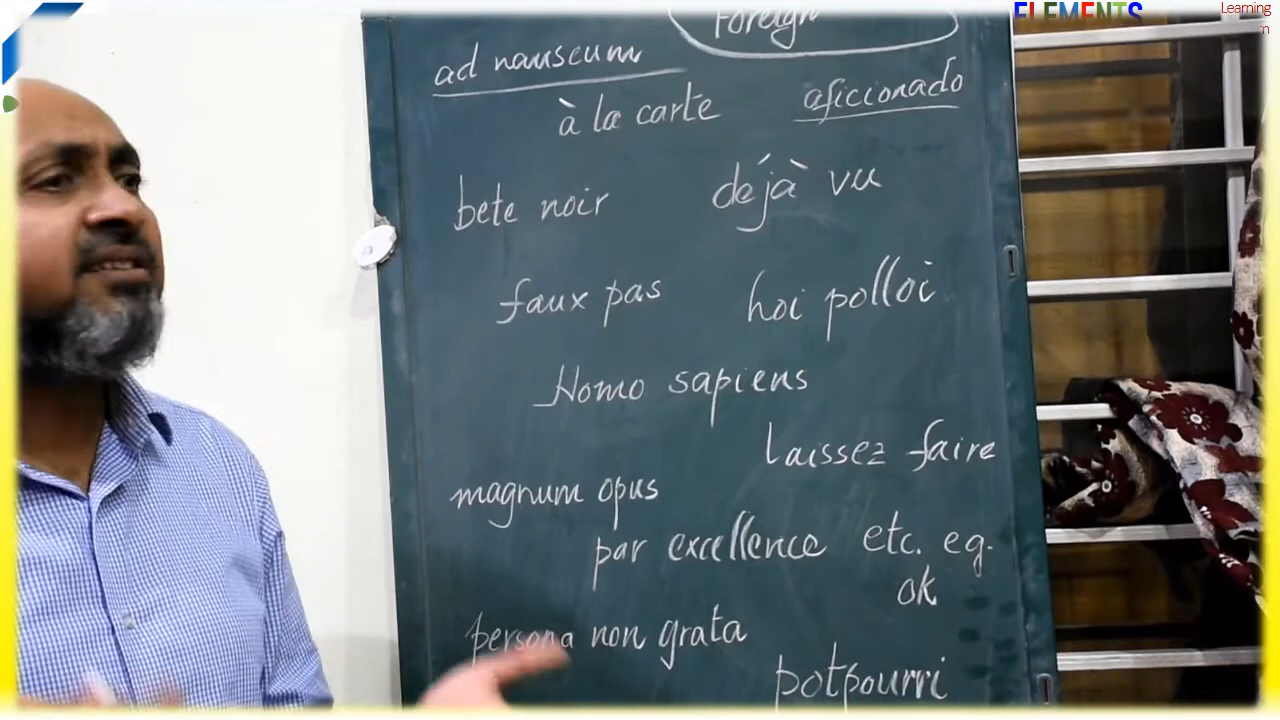 ELEMENTS
Learning
Foreign
ad nauseum
à la carte aficionado
bete noir déjà vu
faux pas hoi polloi
Homo sapiens
laissez faire
magnum opus
par excellence etc. eg.
ok
persona non grata
potpourri